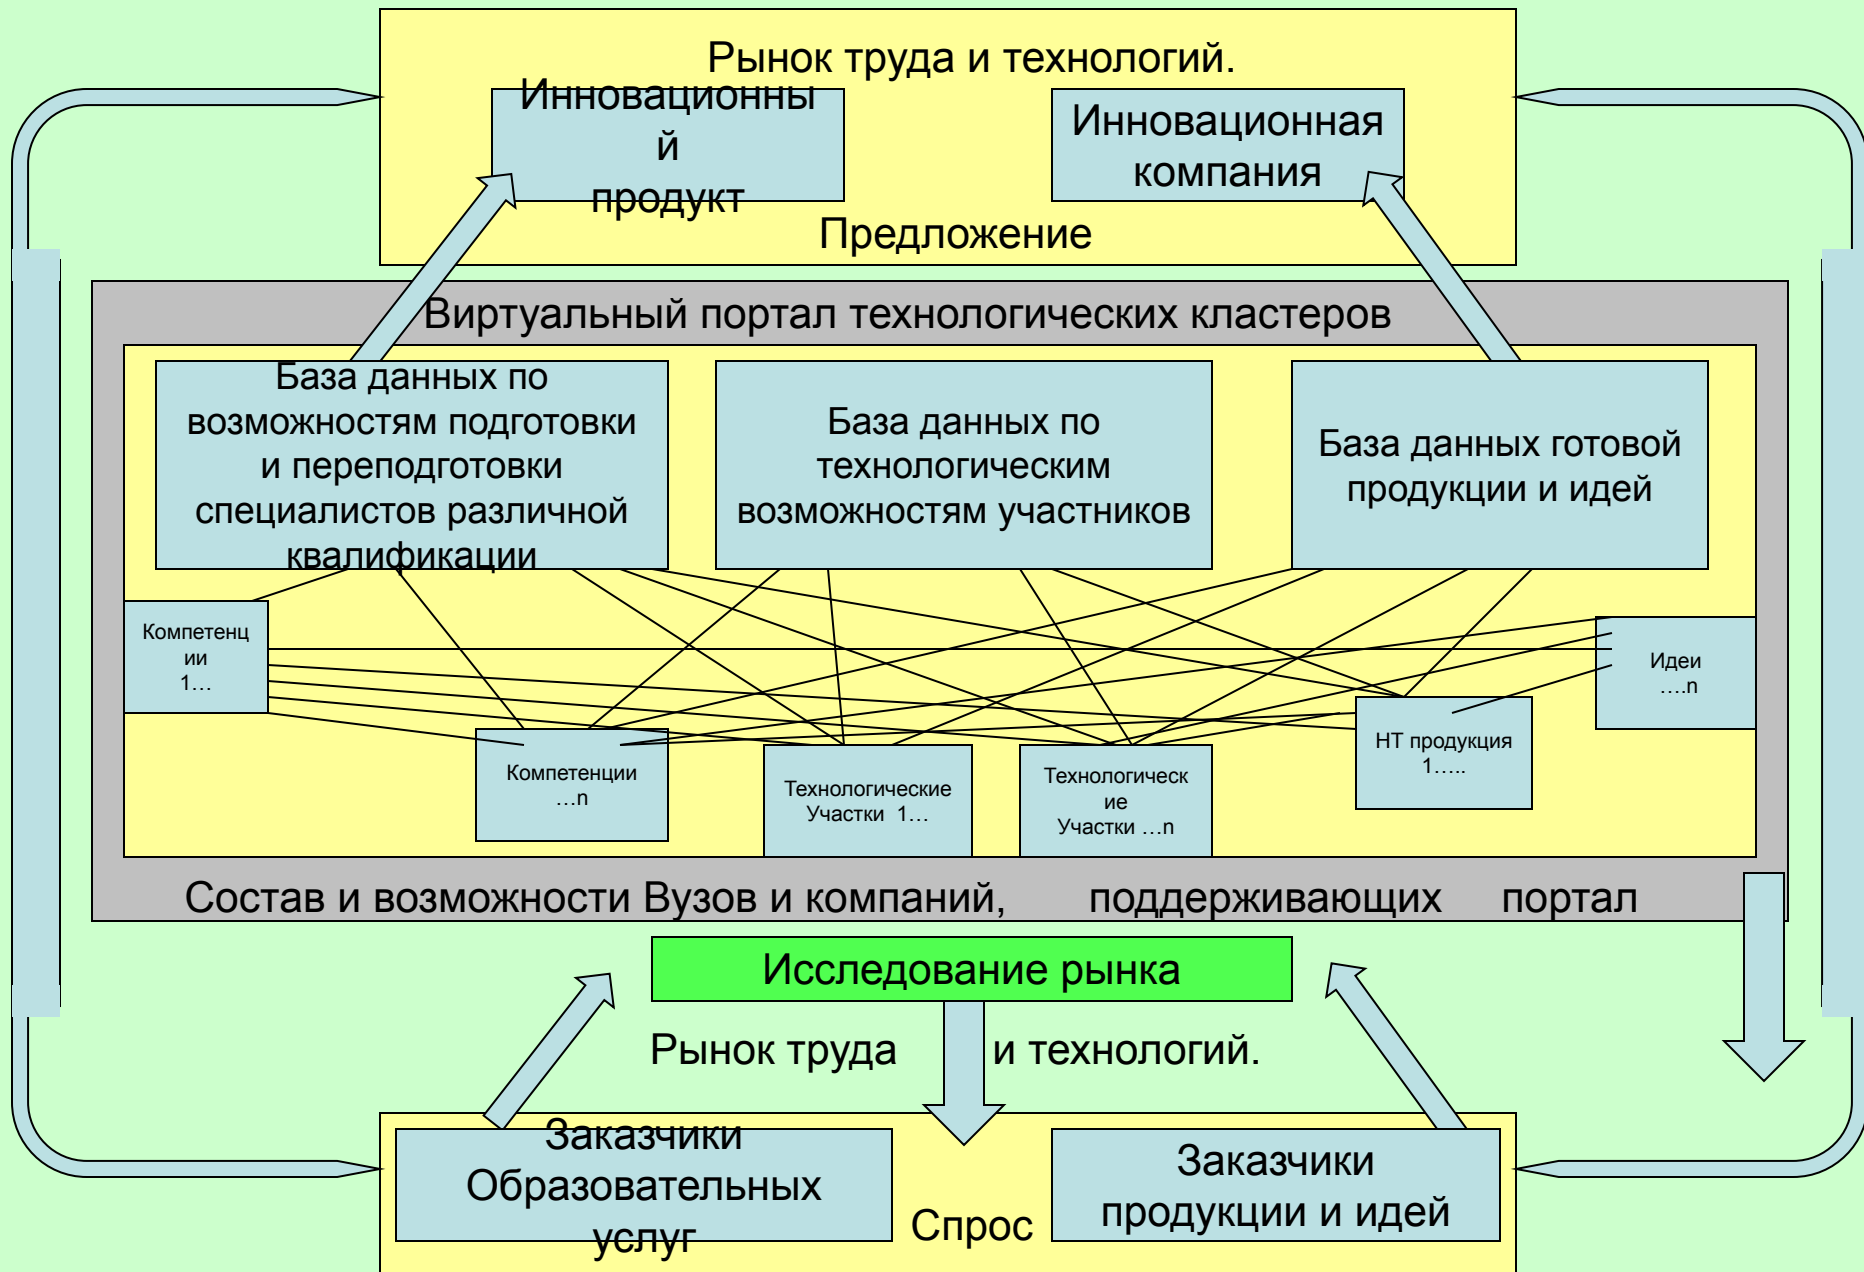 Рынок труда и технологий.
Инновационны
й
продукт
Инновационная
компания
Предложение
Виртуальный портал технологических кластеров
База данных по
возможностям подготовки
и переподготовки
специалистов различной
квалификации
База данных по
технологическим
возможностям участников
База данных готовой
продукции и идей
Компетенц
ии
1…
Компетенции
…n
Технологические
Участки 1…
Технологическ
ие
Участки …n
НТ продукция
1…..
Идеи
….n
Состав и возможности Вузов и компаний, поддерживающих портал
Исследование рынка
Рынок труда и технологий.
Заказчики
Образовательных
услуг
Спрос
Заказчики
продукции и идей